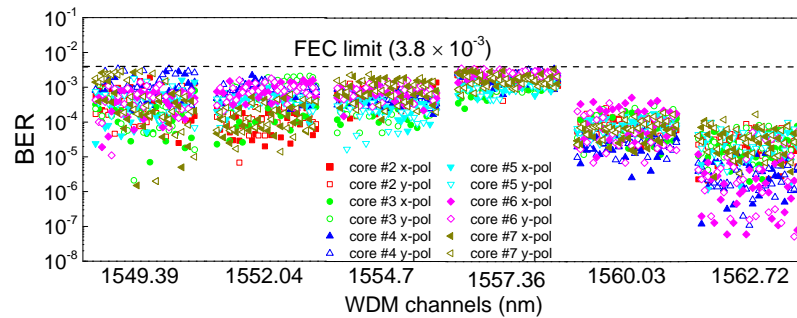 10⁻¹
10⁻²
10⁻³
10⁻⁴
10⁻⁵
10⁻⁶
10⁻⁷
10⁻⁸
BER
FEC limit (3.8 × 10⁻³)
core #2 x-pol
core #2 y-pol
core #3 x-pol
core #3 y-pol
core #4 x-pol
core #4 y-pol
core #5 x-pol
core #5 y-pol
core #6 x-pol
core #6 y-pol
core #7 x-pol
core #7 y-pol
1549.39 1552.04 1554.7 1557.36 1560.03 1562.72
WDM channels (nm)